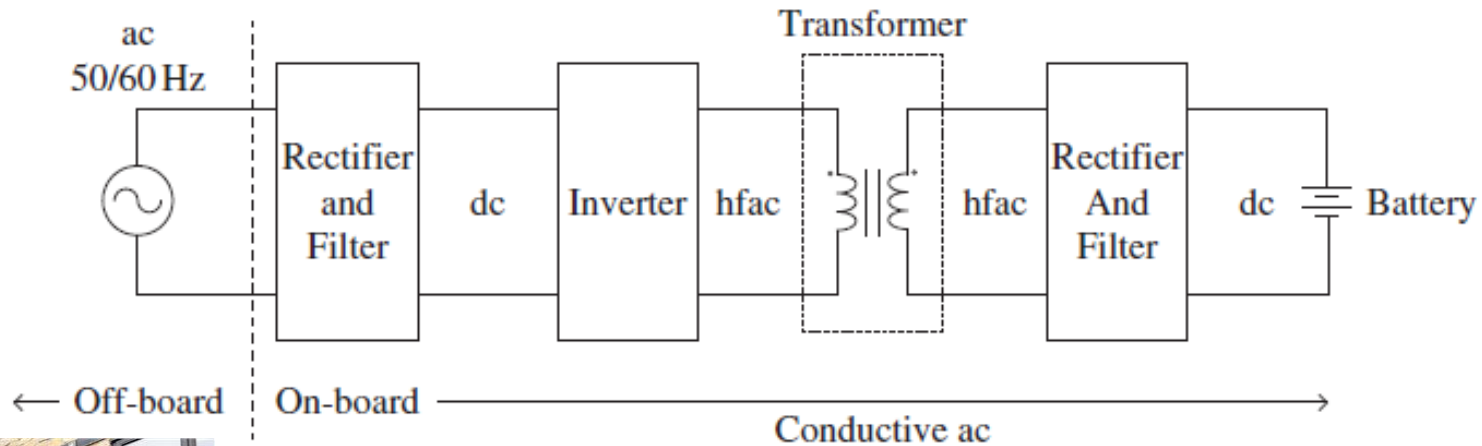 Transformer
ac
50/60 Hz
Rectifier
and
Filter
dc
Inverter
hfac
hfac
Rectifier
And
Filter
dc
Battery
← Off-board
On-board
Conductive ac